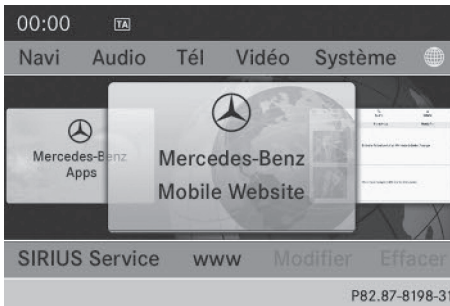 00:00 TA
Navi Audio Tél Vidéo Système
Mercedes-Benz
Apps
Mercedes-Benz
Mobile Website
SIRIUS Service www Modifier Effacer
P82.87-8198-31